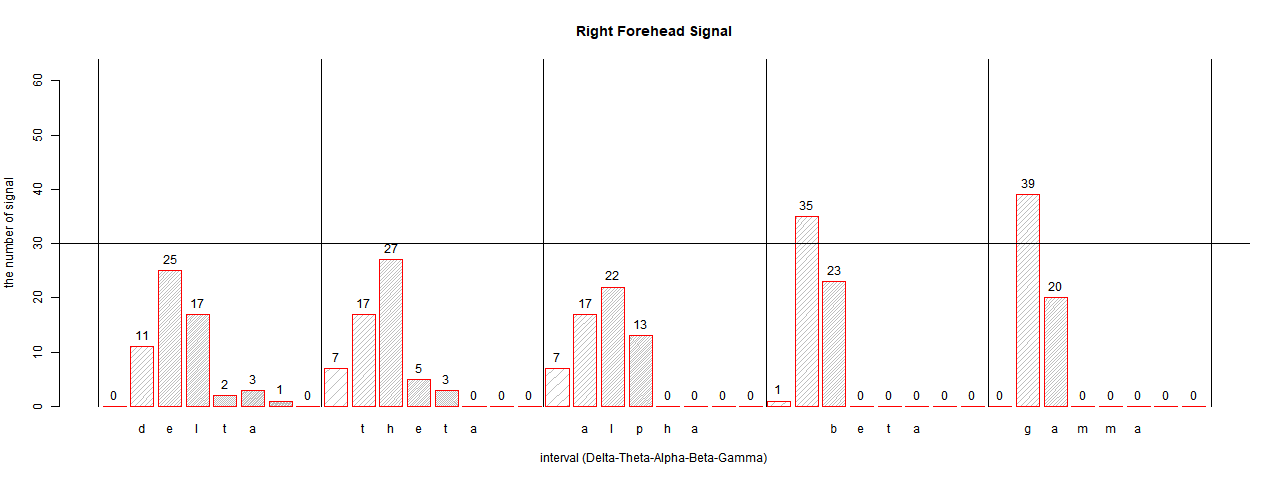 Right Forehead Signal
the number of signal
60
50
40
30
20
10
0
0 11 25 17 2 3 1 0
7 17 27 5 3 0 0 0
7 17 22 13 0 0 0 0
1 35 23 0 0 0 0 0
0 39 20 0 0 0 0 0
d e l t a t h e t a a l p h a b e t a g a m m a
interval (Delta-Theta-Alpha-Beta-Gamma)